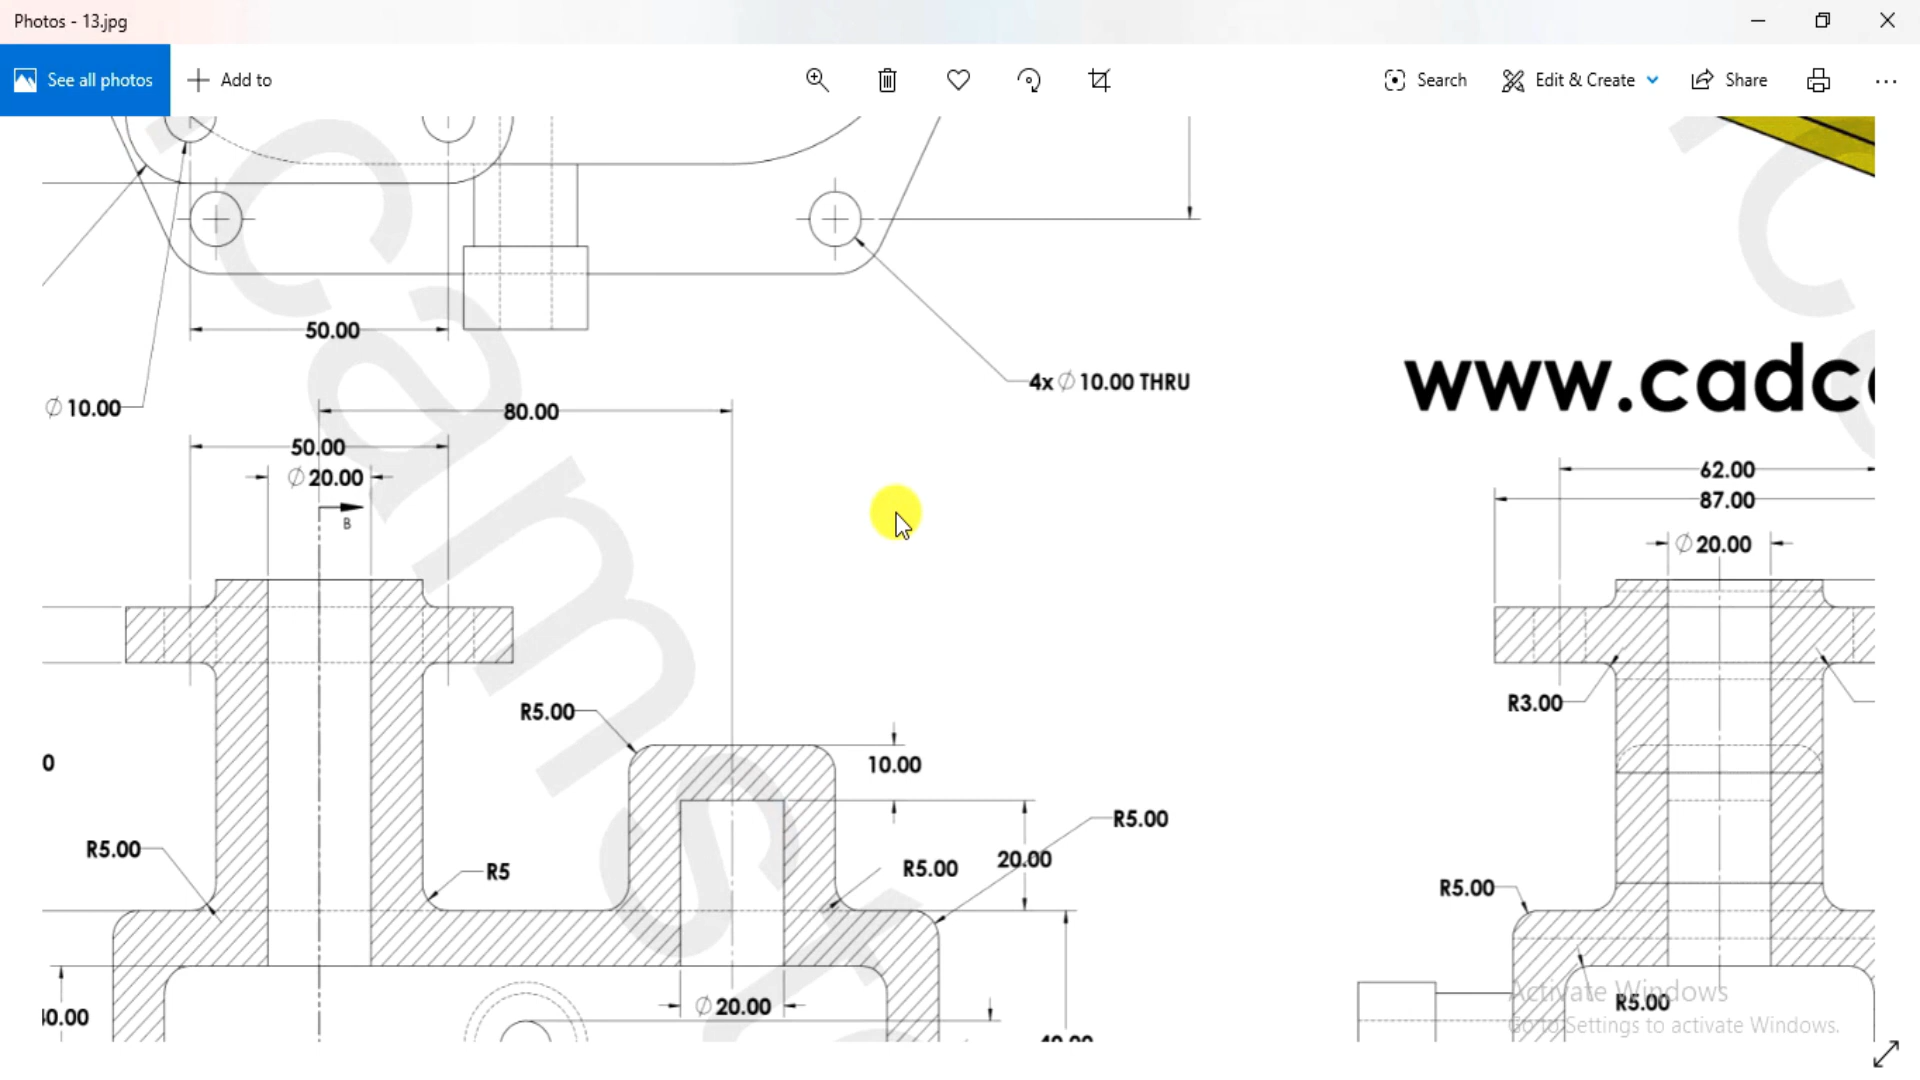 Photos - 13.jpg
See all photos
Add to
Search
Edit & Create
Share
50.00
4x ∅ 10.00 THRU
∅ 10.00
80.00
50.00
∅ 20.00
B
www.cadc
62.00
87.00
∅ 20.00
R5.00
R3.00
0
10.00
R5.00
R5.00
R5
R5.00
20.00
R5.00
∅ 20.00
R5.00
Activate Windows
Go to Settings to activate Windows.
cams